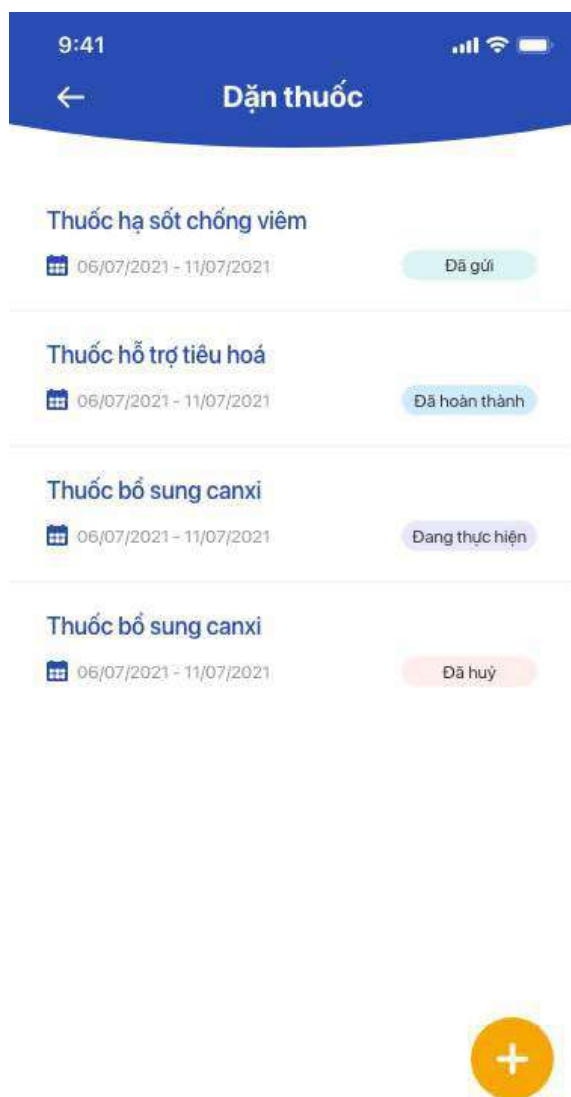 9:41
Dặn thuốc
Thuốc hạ sốt chống viêm
06/07/2021 - 11/07/2021
Đã gửi
Thuốc hỗ trợ tiêu hoá
06/07/2021 - 11/07/2021
Đã hoàn thành
Thuốc bổ sung canxi
06/07/2021 - 11/07/2021
Đang thực hiện
Thuốc bổ sung canxi
06/07/2021 - 11/07/2021
Đã huỷ